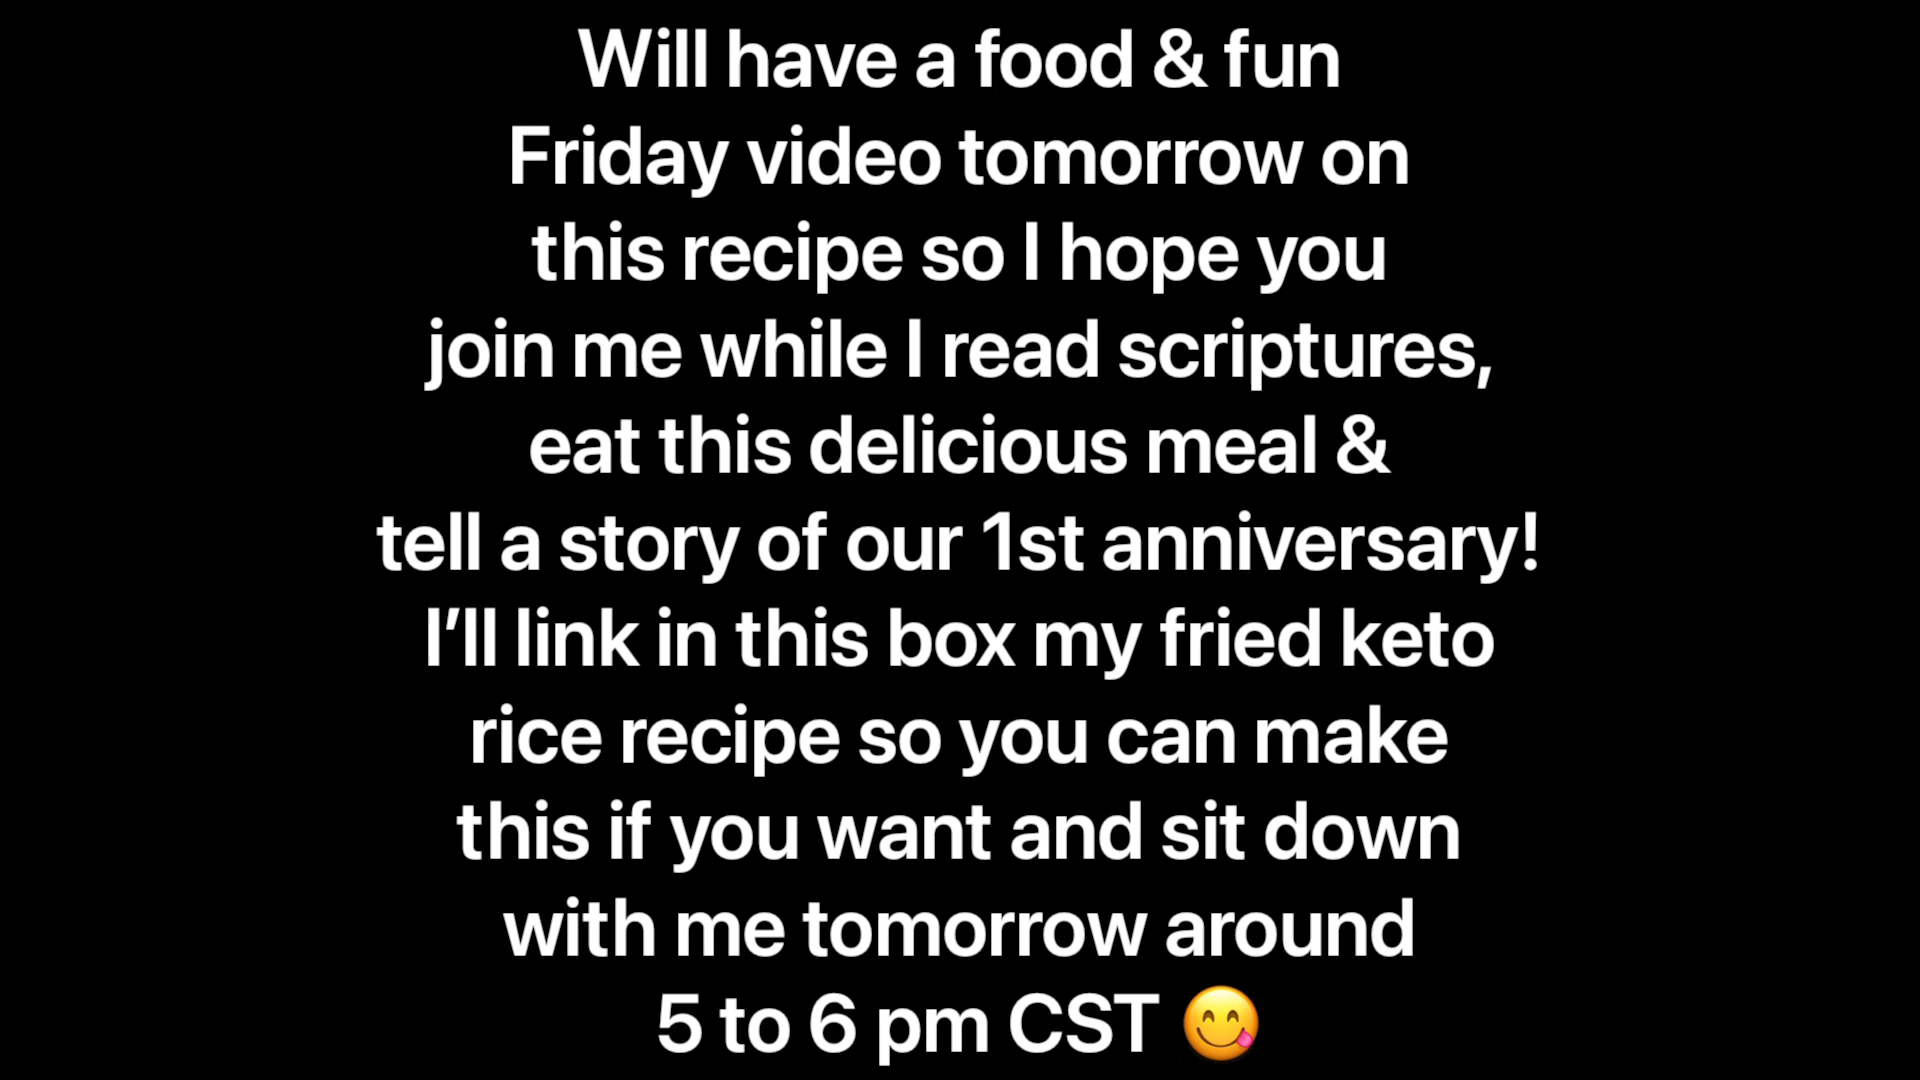 Will have a food & fun
Friday video tomorrow on
this recipe so I hope you
join me while I read scriptures,
eat this delicious meal &
tell a story of our 1st anniversary!
I’ll link in this box my fried keto
rice recipe so you can make
this if you want and sit down
with me tomorrow around
5 to 6 pm CST 😋